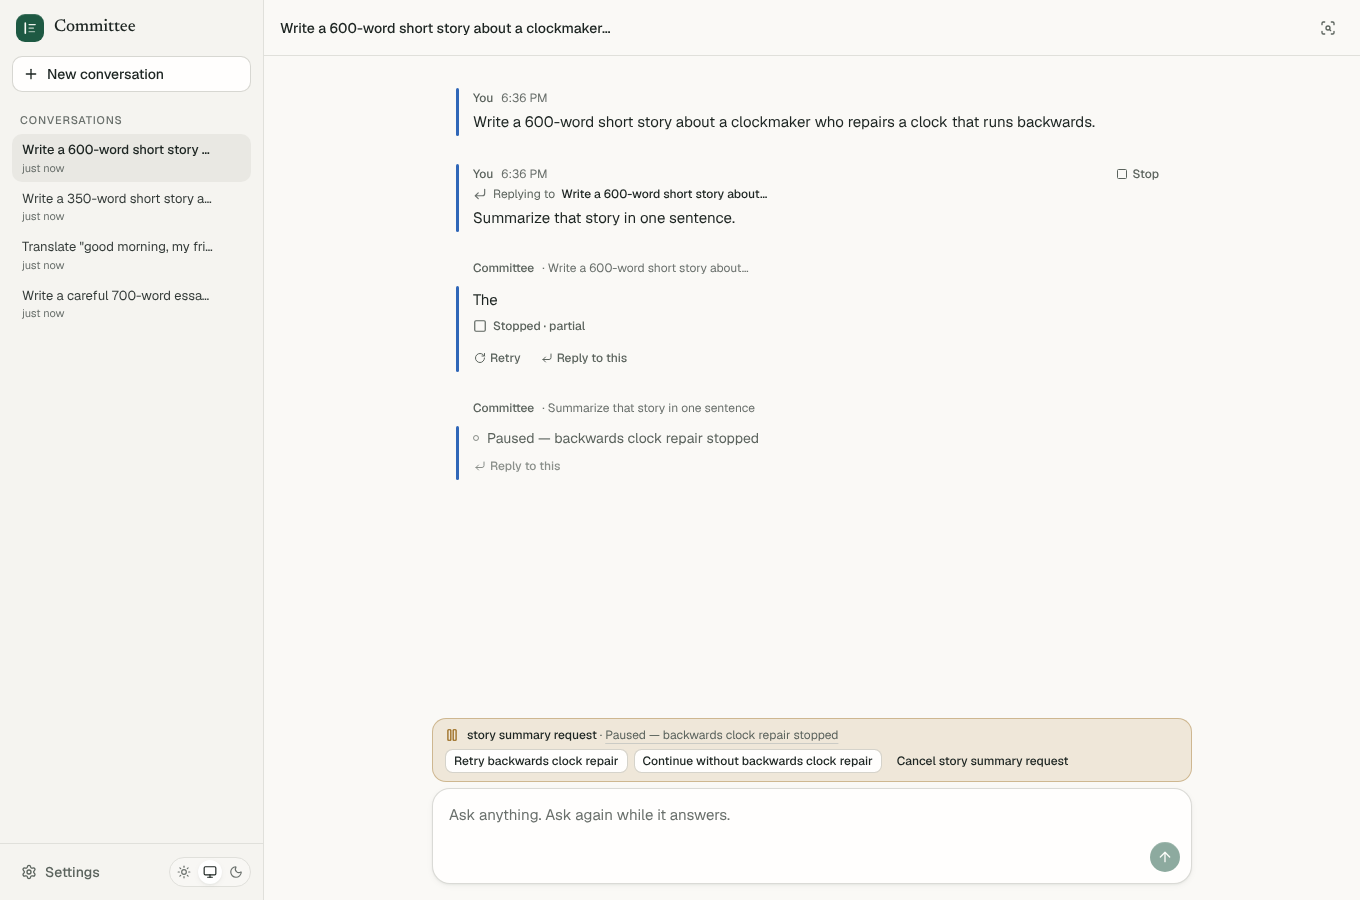 Committee
New conversation
CONVERSATIONS
Write a 600-word short story ...
just now
Write a 350-word short story a...
just now
Translate "good morning, my fri...
just now
Write a careful 700-word essa...
just now
Settings
Write a 600-word short story about a clockmaker...
You 6:36 PM
Write a 600-word short story about a clockmaker who repairs a clock that runs backwards.
You 6:36 PM
Stop
Replying to Write a 600-word short story about...
Summarize that story in one sentence.
Committee · Write a 600-word short story about...
The
Stopped · partial
Retry Reply to this
Committee · Summarize that story in one sentence
Paused — backwards clock repair stopped
Reply to this
story summary request · Paused — backwards clock repair stopped
Retry backwards clock repair Continue without backwards clock repair Cancel story summary request
Ask anything. Ask again while it answers.